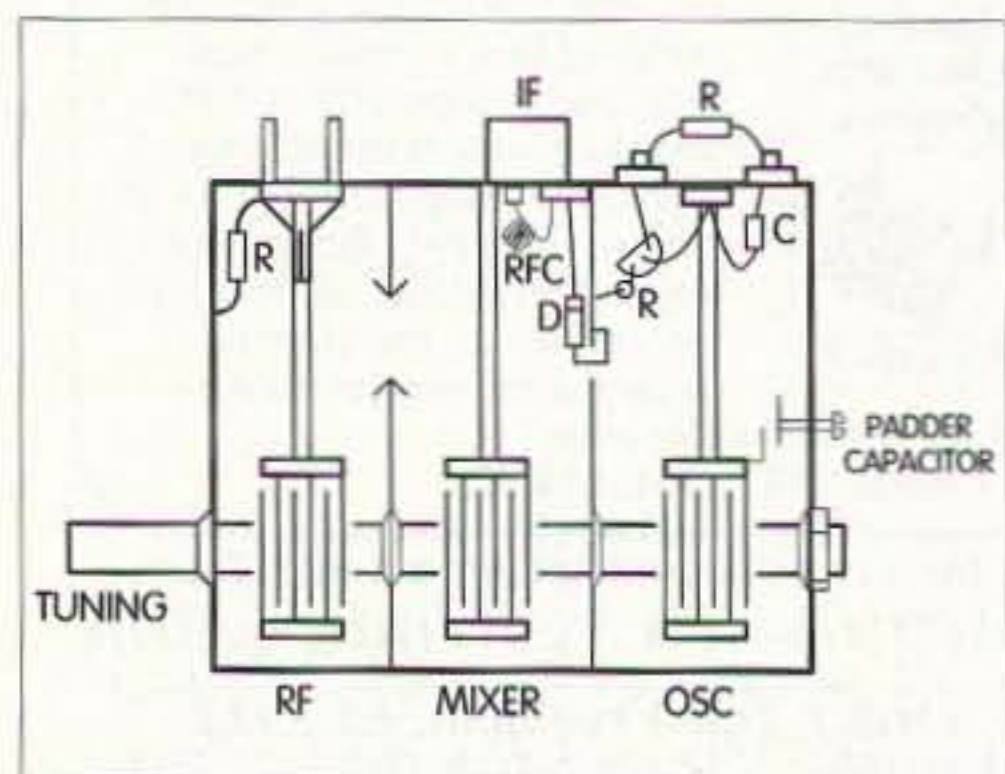 IF
R
R
RFC
C
D
R
PADDER
CAPACITOR
TUNING
RF
MIXER
OSC